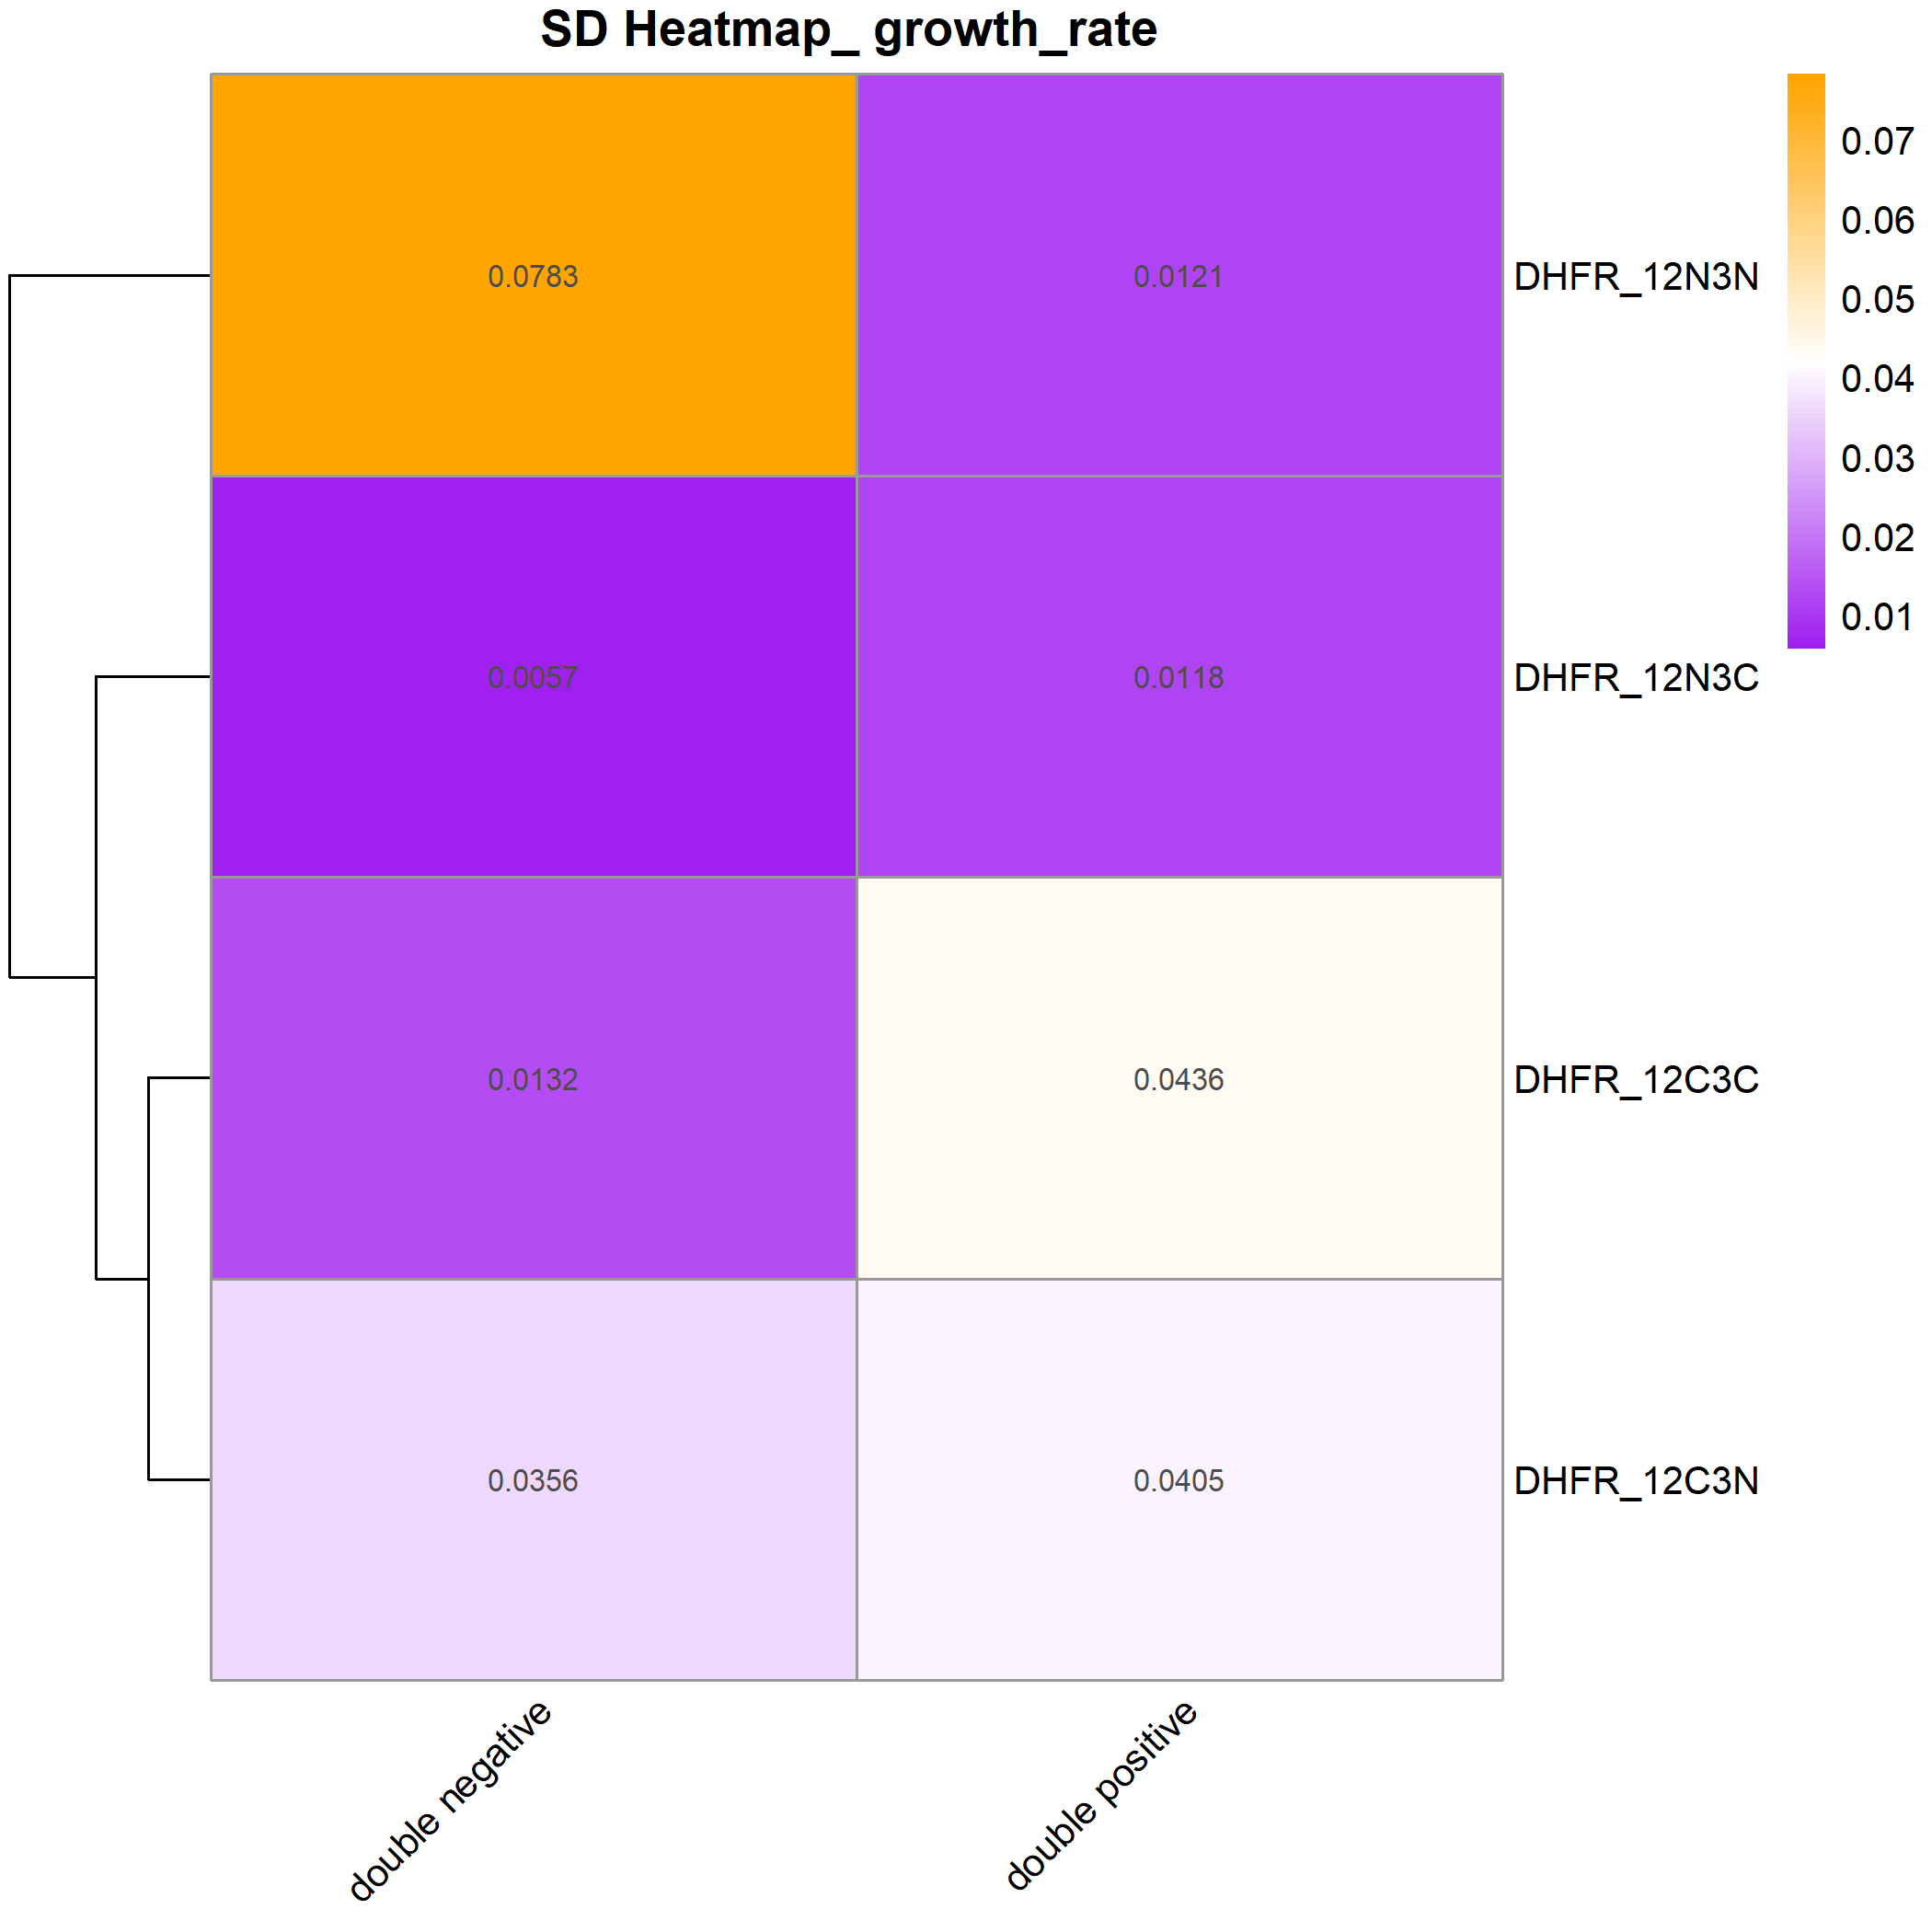 SD Heatmap_ growth_rate
0.0783
0.0121
DHFR_12N3N
0.0057
0.0118
DHFR_12N3C
0.0132
0.0436
DHFR_12C3C
0.0356
0.0405
DHFR_12C3N
double negative
double positive
0.07
0.06
0.05
0.04
0.03
0.02
0.01